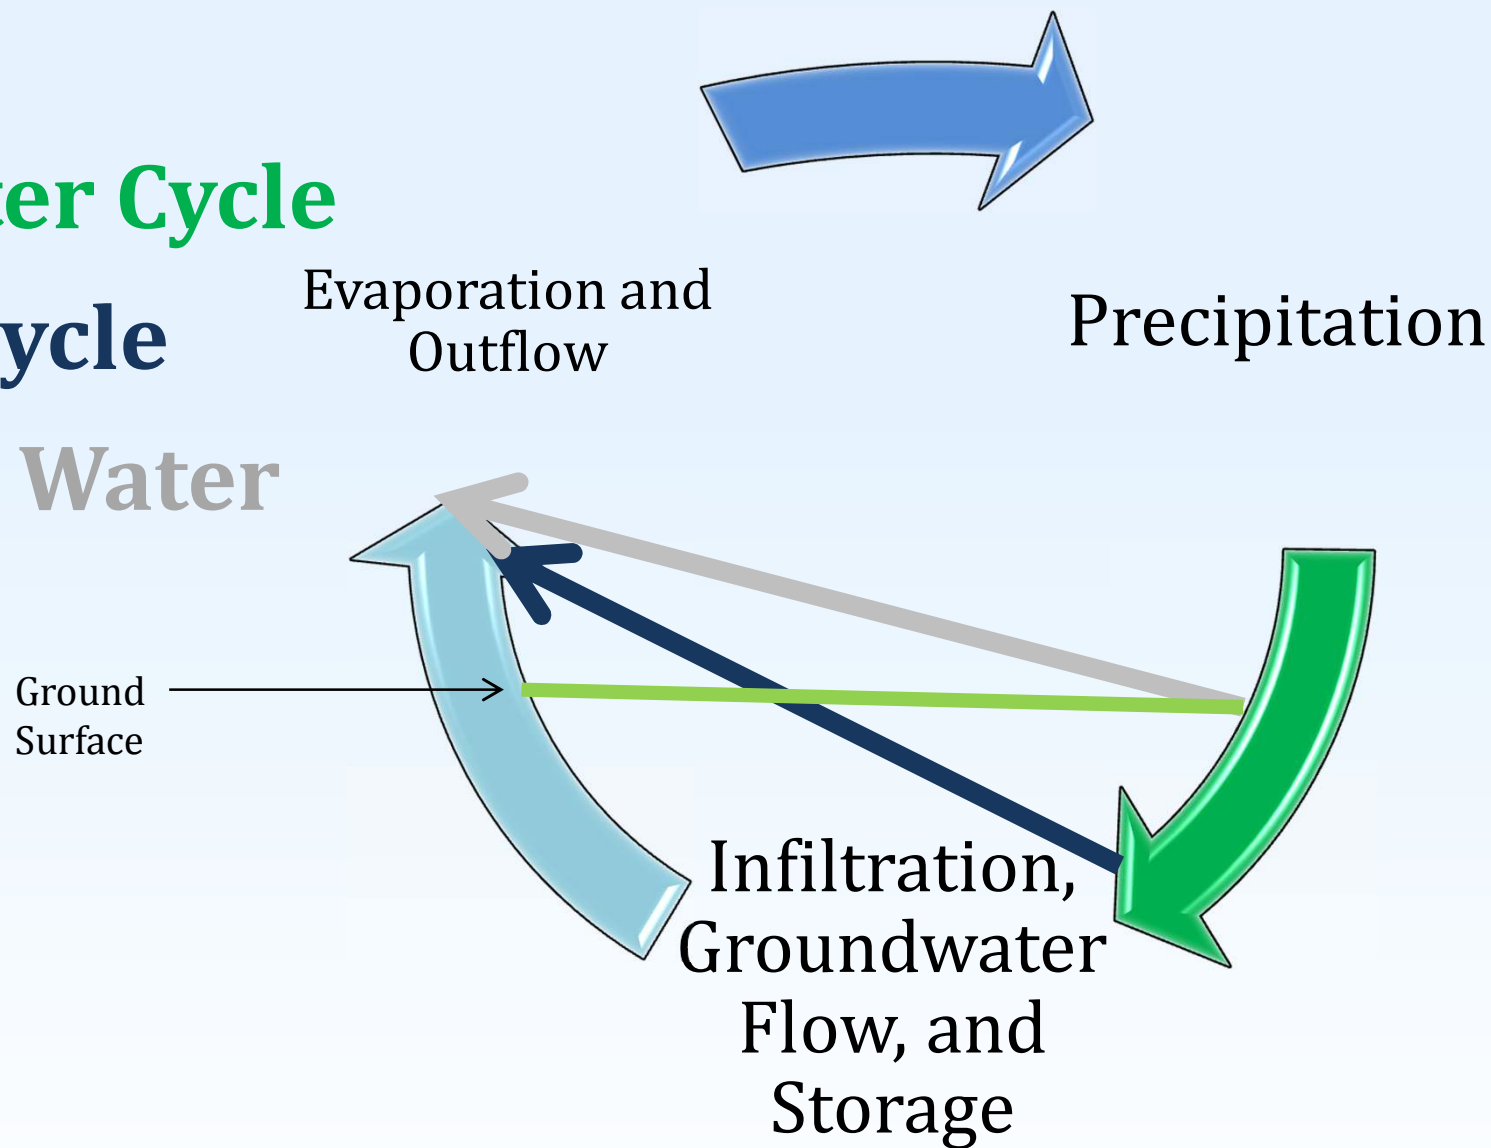 ter Cycle
ycle
Water
Evaporation and
Outflow
Precipitation
Ground
Surface
Infiltration,
Groundwater
Flow, and
Storage